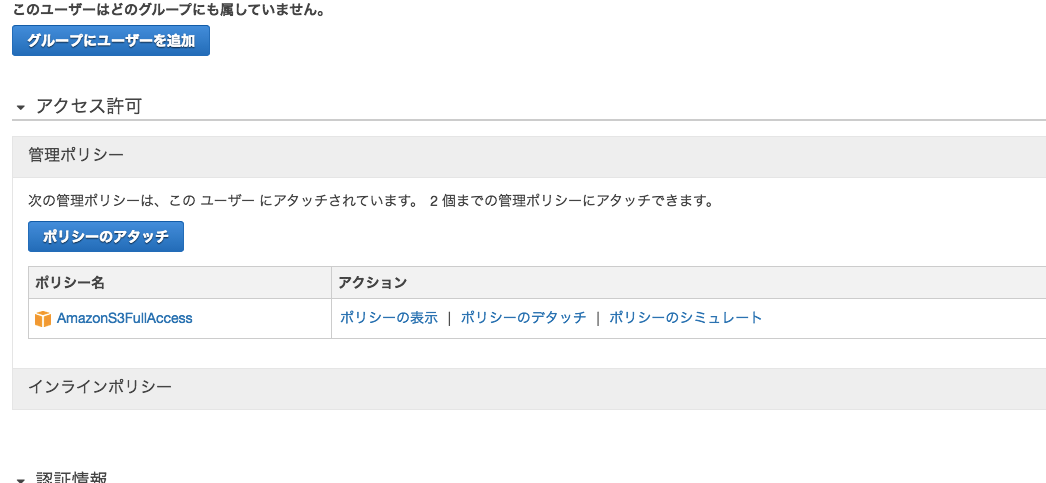 このユーザーはどのグループにも属していません。
グループにユーザーを追加
アクセス許可
管理ポリシー
次の管理ポリシーは、この ユーザー にアタッチされています。 2 個までの管理ポリシーにアタッチできます。
ポリシーのアタッチ
ポリシー名 アクション
AmazonS3FullAccess ポリシーの表示 | ポリシーのデタッチ | ポリシーのシミュレート
インラインポリシー
認証情報